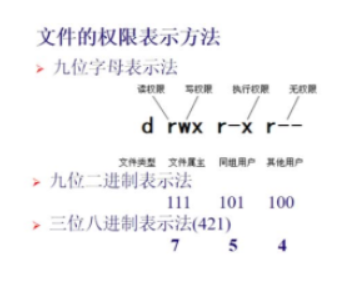 文件的权限表示方法
九位字母表示法
读权限 写权限 执行权限 无权限
d rwx r-x r--
文件类型 文件属主 同组用户 其他用户
九位二进制表示法
111 101 100
三位八进制表示法(421)
7 5 4